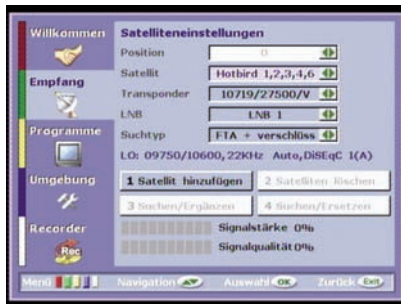 Willkommen
Empfang
Programme
Umgebung
Recorder
Rec
Satelliteneinstellungen
Position 0
Satellit Hotbird 1,2,3,4,6
Transponder 10719/27500/V
LNB LNB 1
Suchtyp FTA + verschlüss
LO: 09750/10600, 22KHz Auto, DiSEqC 1(A)
1 Satellit hinzufügen 2 Satelliten löschen
3 Suchen/Ergänzen 4 Suchen/Ersetzen
Signalstärke 0%
Signalqualität 0%
Menü Navigation Auswahl OK Zurück Exit